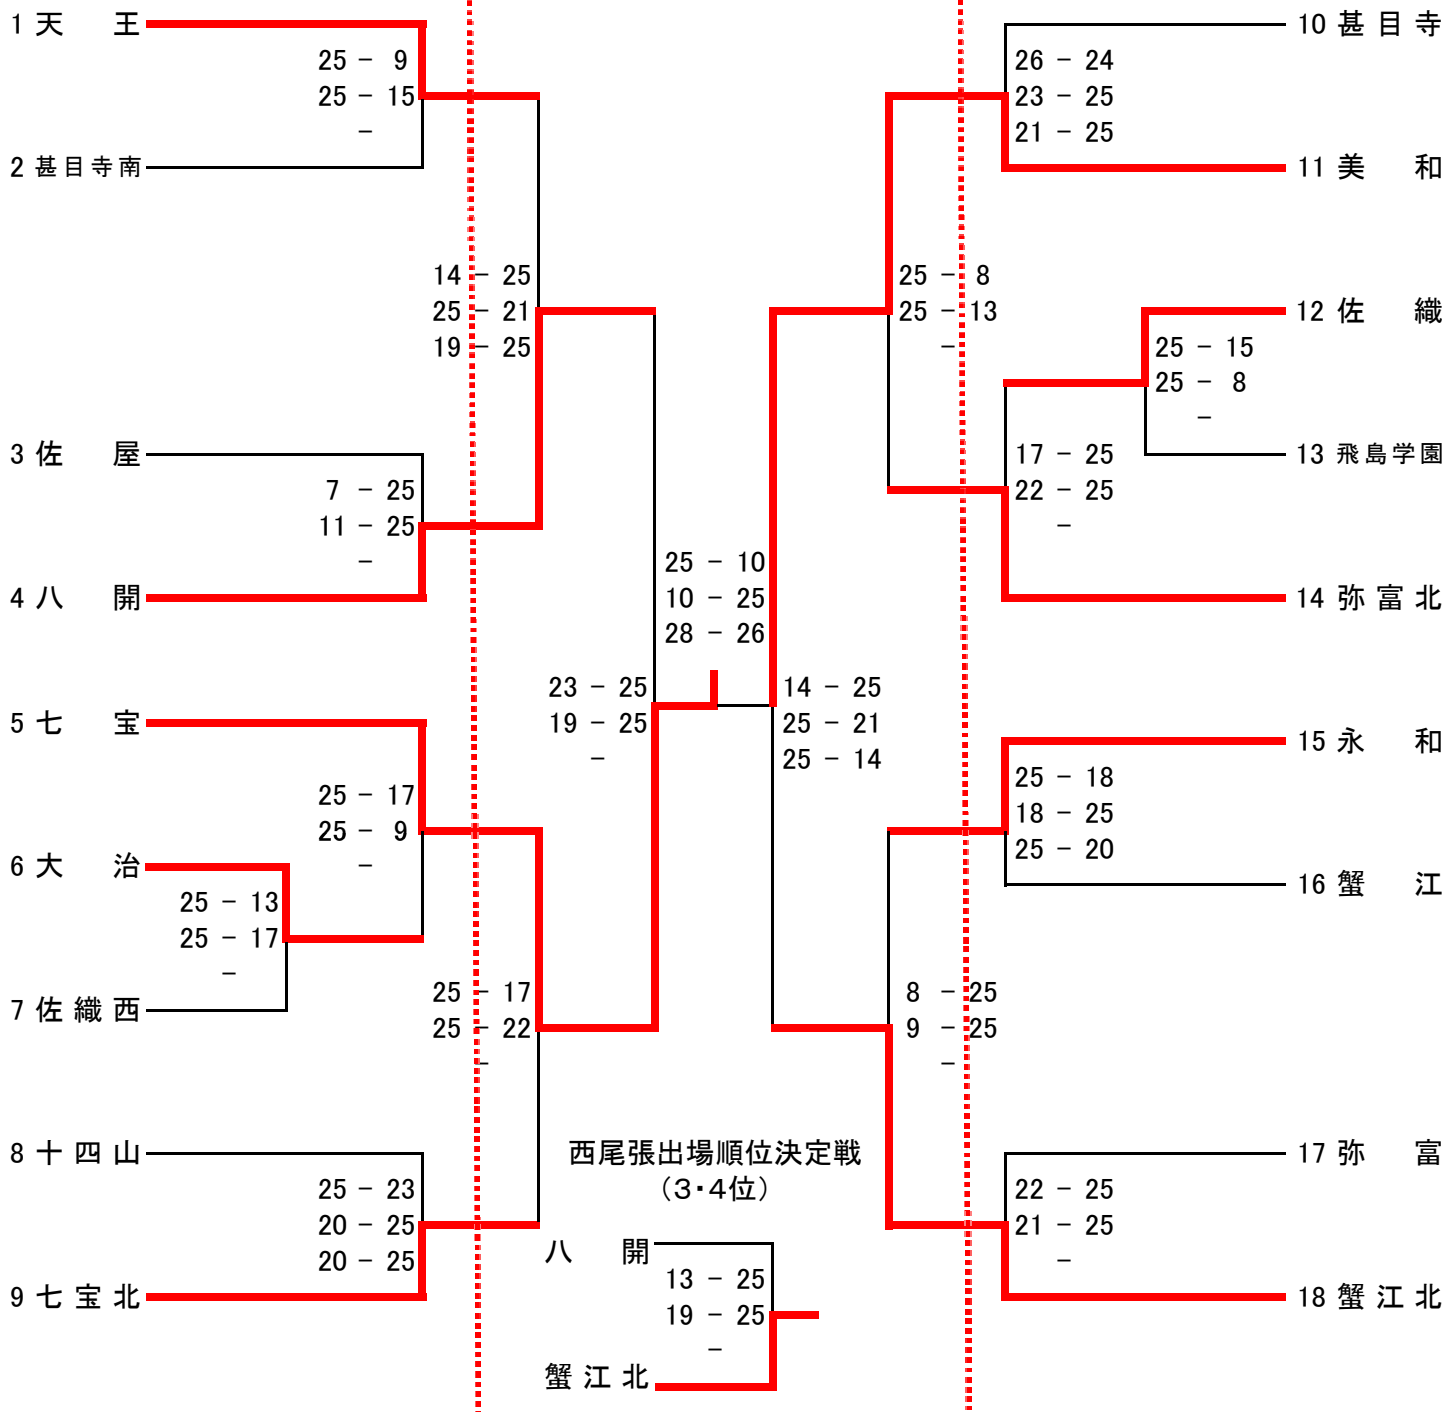 1 天 王
25 － 9
25 － 15
－
2 甚目寺南
14 － 25
25 － 21
19 － 25
3 佐 屋
7 － 25
11 － 25
－
4 八 開
5 七 宝
25 － 17
25 － 9
－
6 大 治
25 － 13
25 － 17
－
7 佐織西
25 － 17
25 － 22
－
8 十四山
25 － 23
20 － 25
20 － 25
9 七宝北
23 － 25
19 － 25
－
25 － 10
10 － 25
28 － 26
14 － 25
25 － 21
25 － 14
10 甚目寺
26 － 24
23 － 25
21 － 25
11 美 和
25 － 8
25 － 13
－
12 佐 織
25 － 15
25 － 8
－
13 飛島学園
17 － 25
22 － 25
－
14 弥富北
15 永 和
25 － 18
18 － 25
25 － 20
16 蟹 江
8 － 25
9 － 25
－
17 弥 富
22 － 25
21 － 25
－
18 蟹江北
西尾張出場順位決定戦
（３・４位）
八 開
13 － 25
19 － 25
－
蟹江北